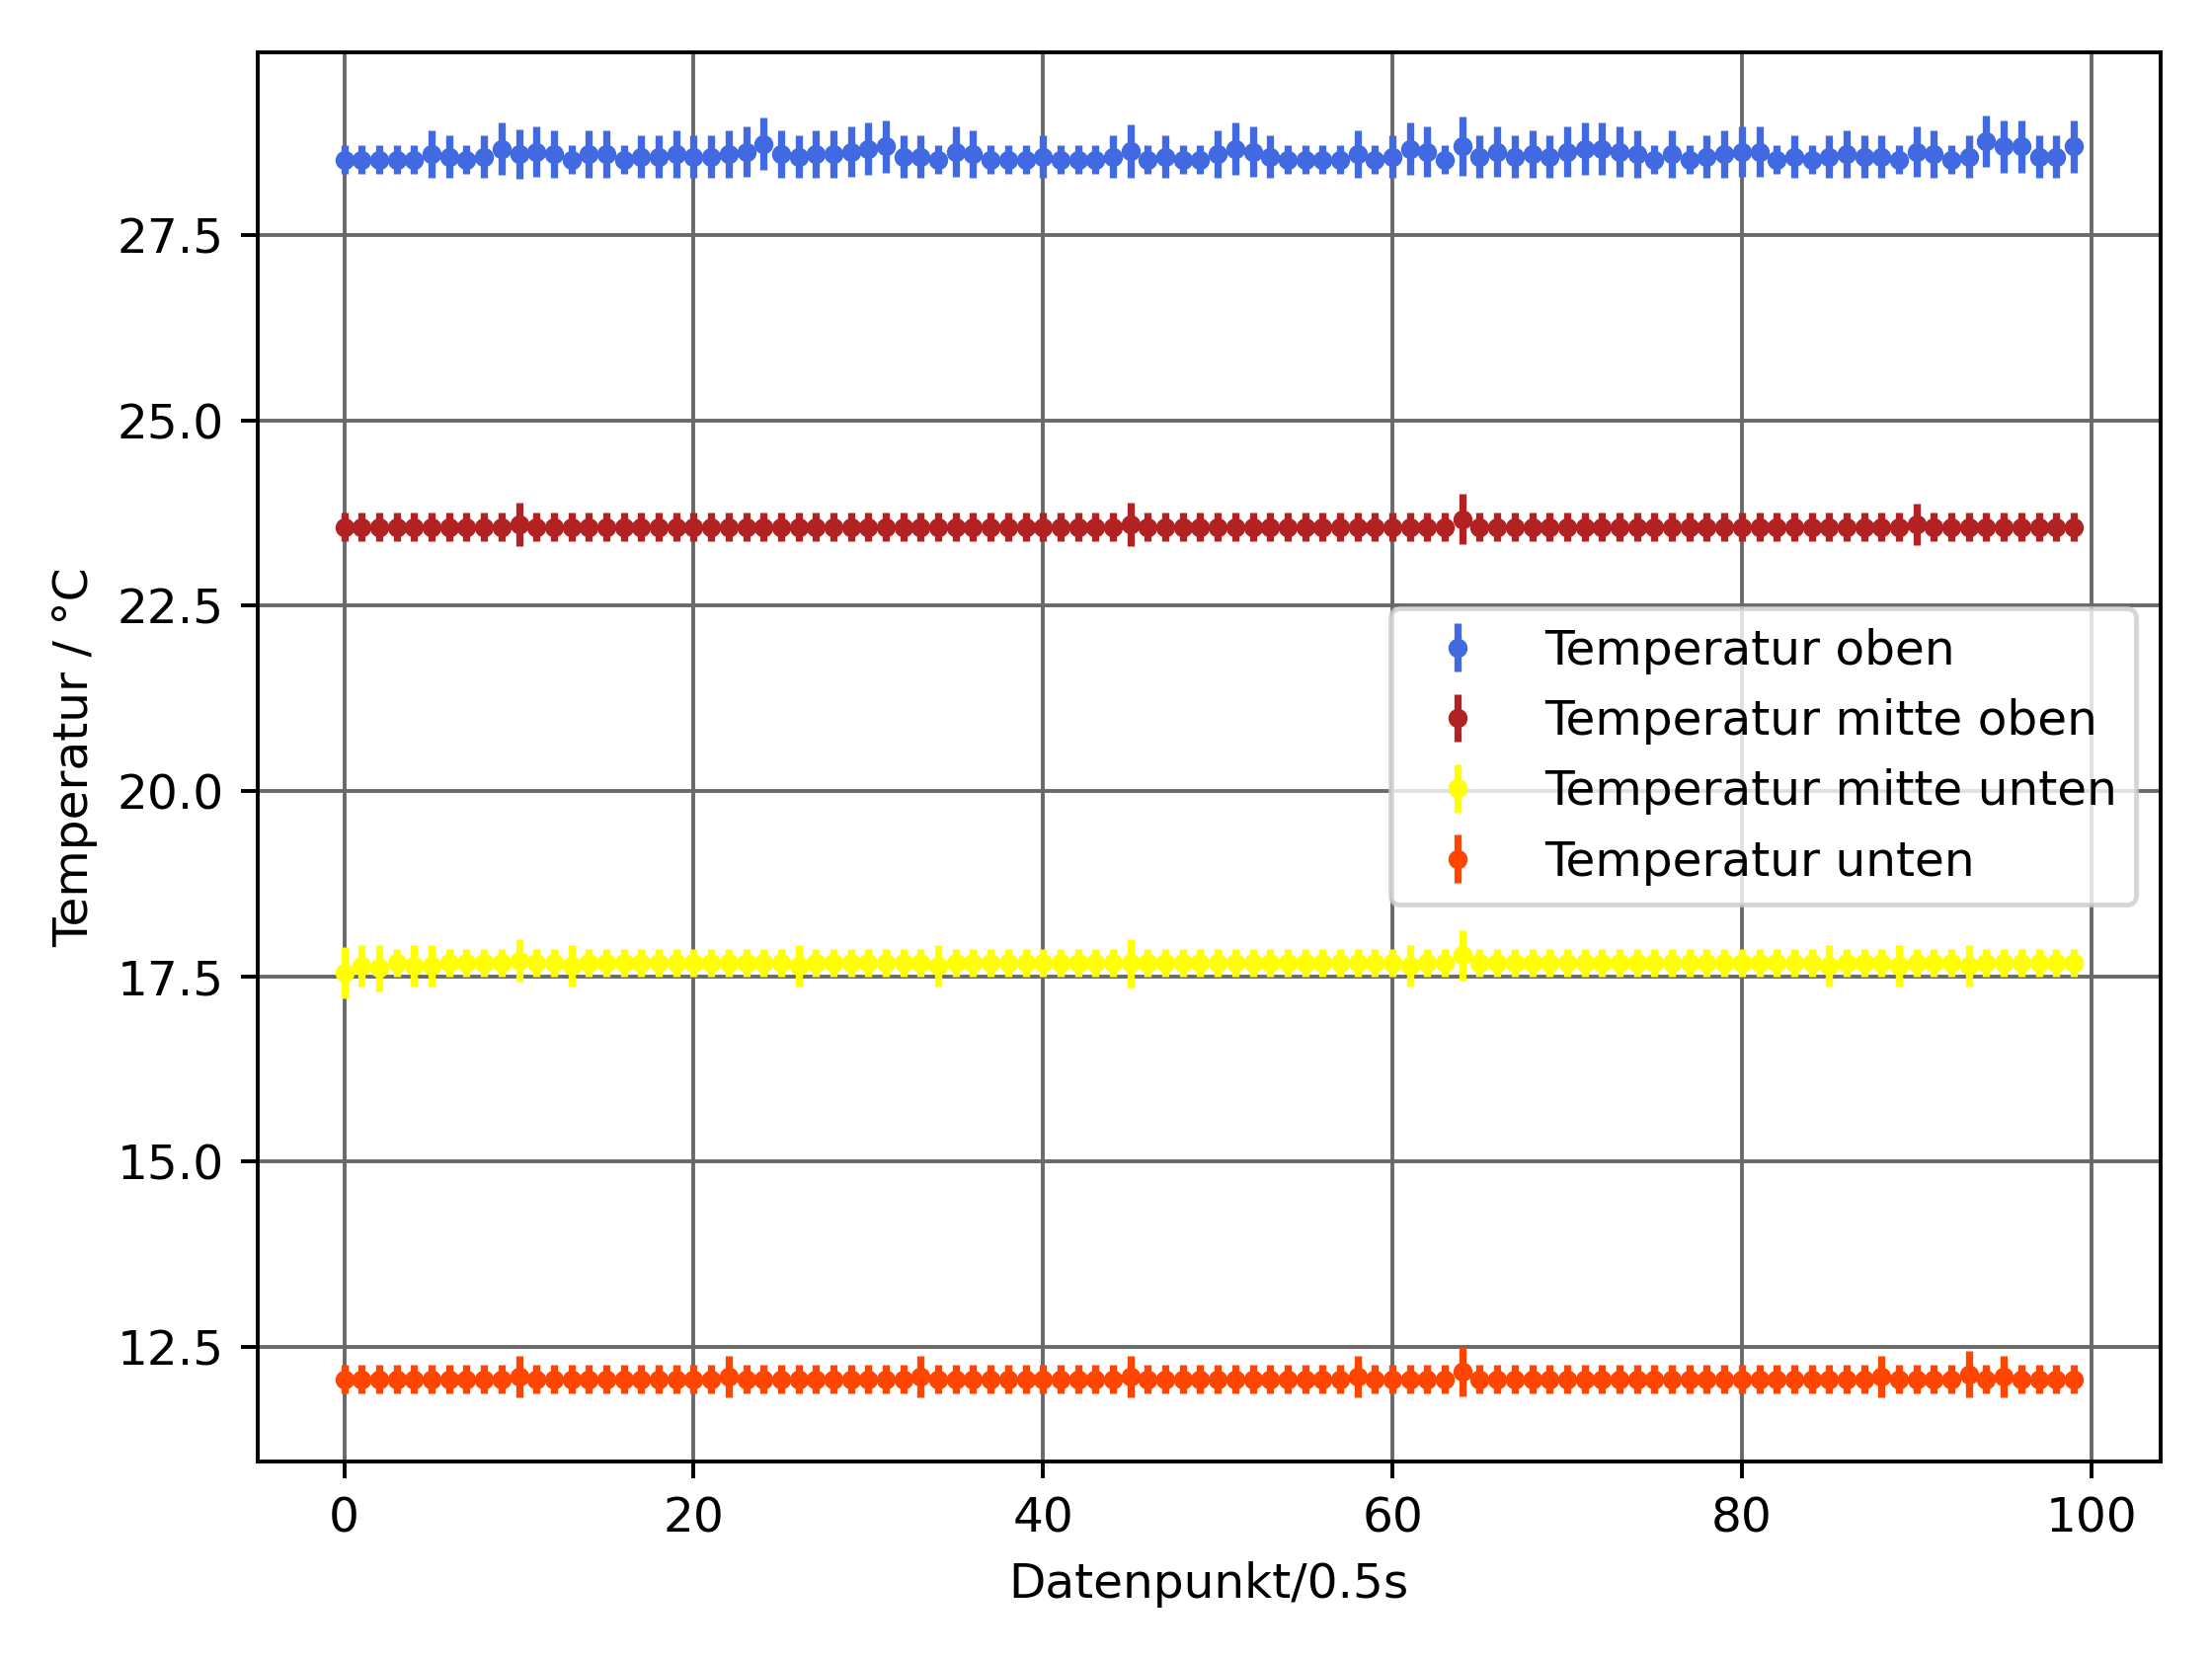 Temperatur / °C
27.5
25.0
22.5
20.0
17.5
15.0
12.5
Temperatur oben
Temperatur mitte oben
Temperatur mitte unten
Temperatur unten
0 20 40 60 80 100
Datenpunkt/0.5s